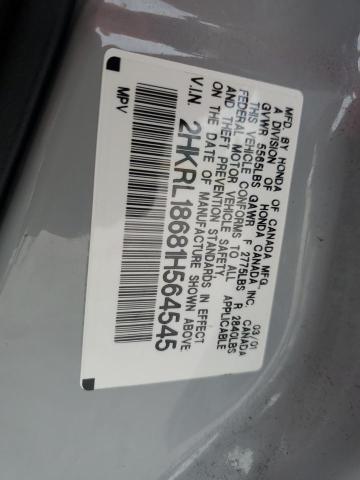 MFD. BY HONDA OF CANADA MFG.,
A DIVISION OF HONDA CANADA INC 03/01
GVWR 5565LBS GAWR F 2775LBS R 2840LBS
THIS VEHICLE CONFORMS TO ALL APPLICABLE
FEDERAL MOTOR VEHICLE SAFETY
AND THEFT PREVENTION STANDARDS IN EFFECT
ON THE DATE OF MANUFACTURE SHOWN ABOVE
V.I.N. 2HKRL18681H564545
MPV
CANADA